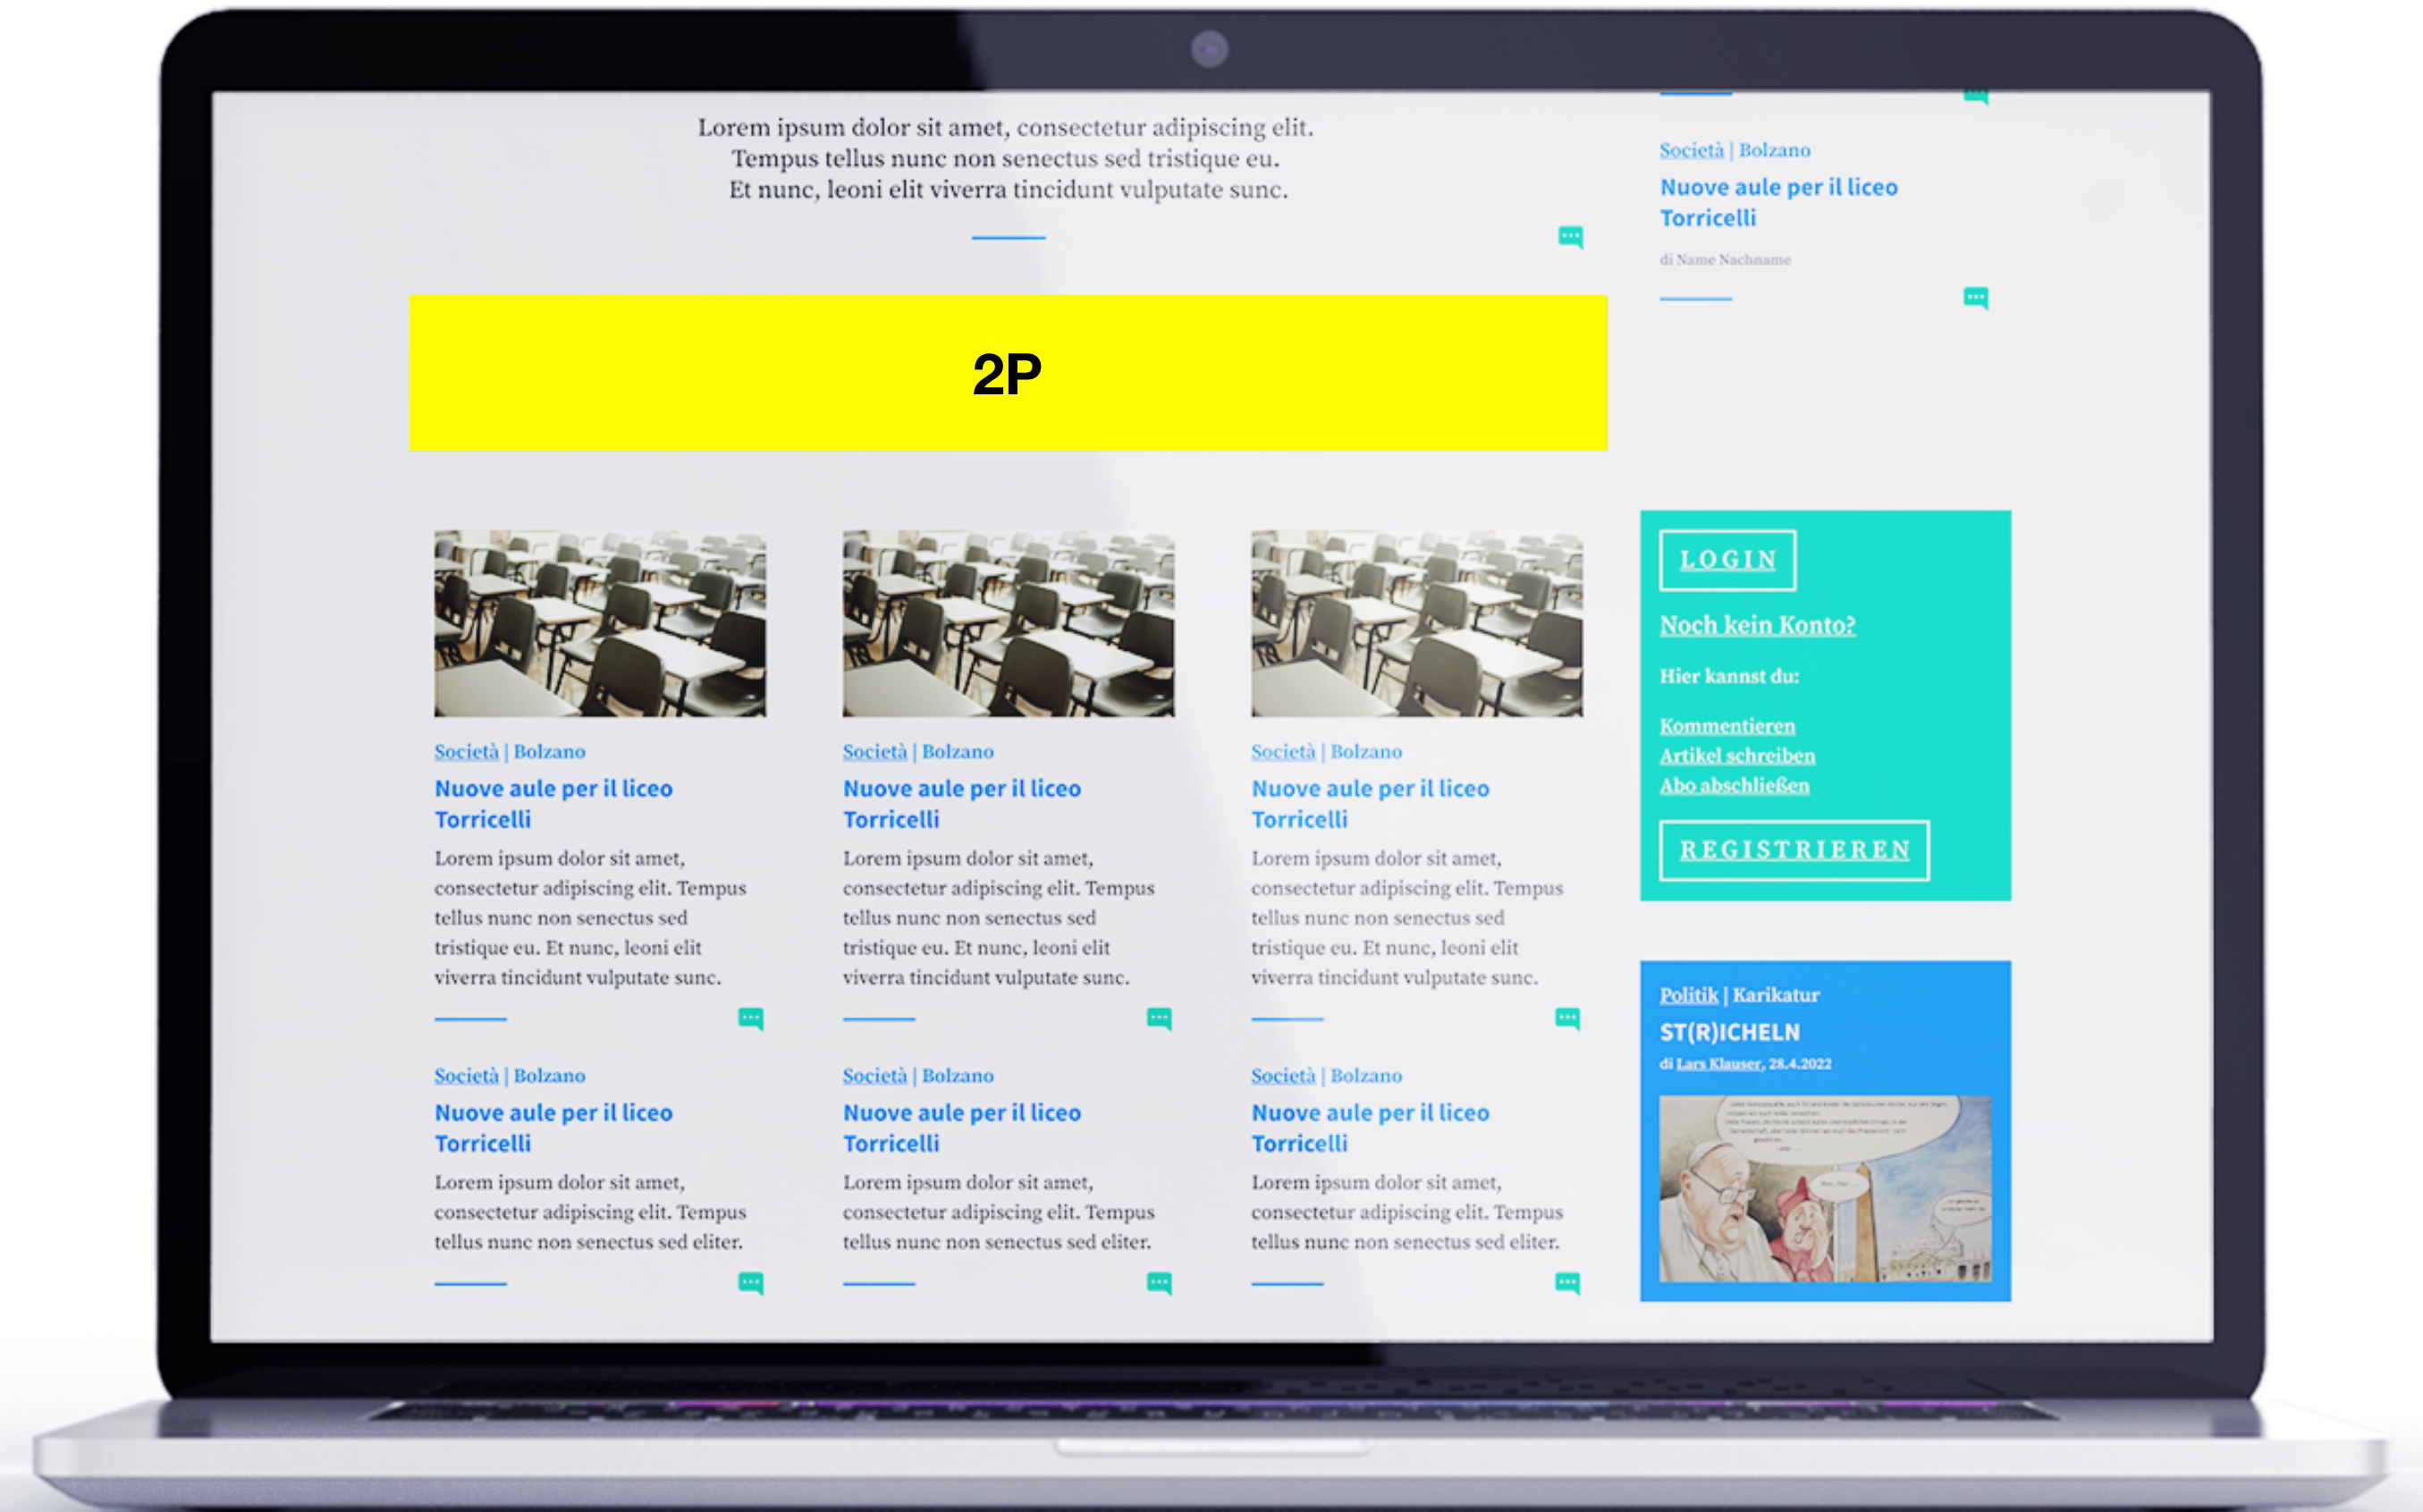 Lorem ipsum dolor sit amet, consectetur adipiscing elit.
Tempus tellus nunc non senectus sed tristique eu.
Et nunc, leoni elit viverra tincidunt vulputate sunc.
Società | Bolzano
Nuove aule per il liceo
Torricelli
di Name Nachname
2P
Società | Bolzano
Nuove aule per il liceo
Torricelli
Lorem ipsum dolor sit amet,
consectetur adipiscing elit. Tempus
tellus nunc non senectus sed
tristique eu. Et nunc, leoni elit
viverra tincidunt vulputate sunc.
Società | Bolzano
Nuove aule per il liceo
Torricelli
Lorem ipsum dolor sit amet,
consectetur adipiscing elit. Tempus
tellus nunc non senectus sed
tristique eu. Et nunc, leoni elit
viverra tincidunt vulputate sunc.
Società | Bolzano
Nuove aule per il liceo
Torricelli
Lorem ipsum dolor sit amet,
consectetur adipiscing elit. Tempus
tellus nunc non senectus sed
tristique eu. Et nunc, leoni elit
viverra tincidunt vulputate sunc.
Società | Bolzano
Nuove aule per il liceo
Torricelli
Lorem ipsum dolor sit amet,
consectetur adipiscing elit. Tempus
tellus nunc non senectus sed eliter.
Società | Bolzano
Nuove aule per il liceo
Torricelli
Lorem ipsum dolor sit amet,
consectetur adipiscing elit. Tempus
tellus nunc non senectus sed eliter.
Società | Bolzano
Nuove aule per il liceo
Torricelli
Lorem ipsum dolor sit amet,
consectetur adipiscing elit. Tempus
tellus nunc non senectus sed eliter.
LOGIN
Noch kein Konto?
Hier kannst du:
Kommentieren
Artikel schreiben
Abo abschließen
REGISTRIEREN
Politik | Karikatur
ST(R)ICHELN
di Lars Klauser, 28.4.2022